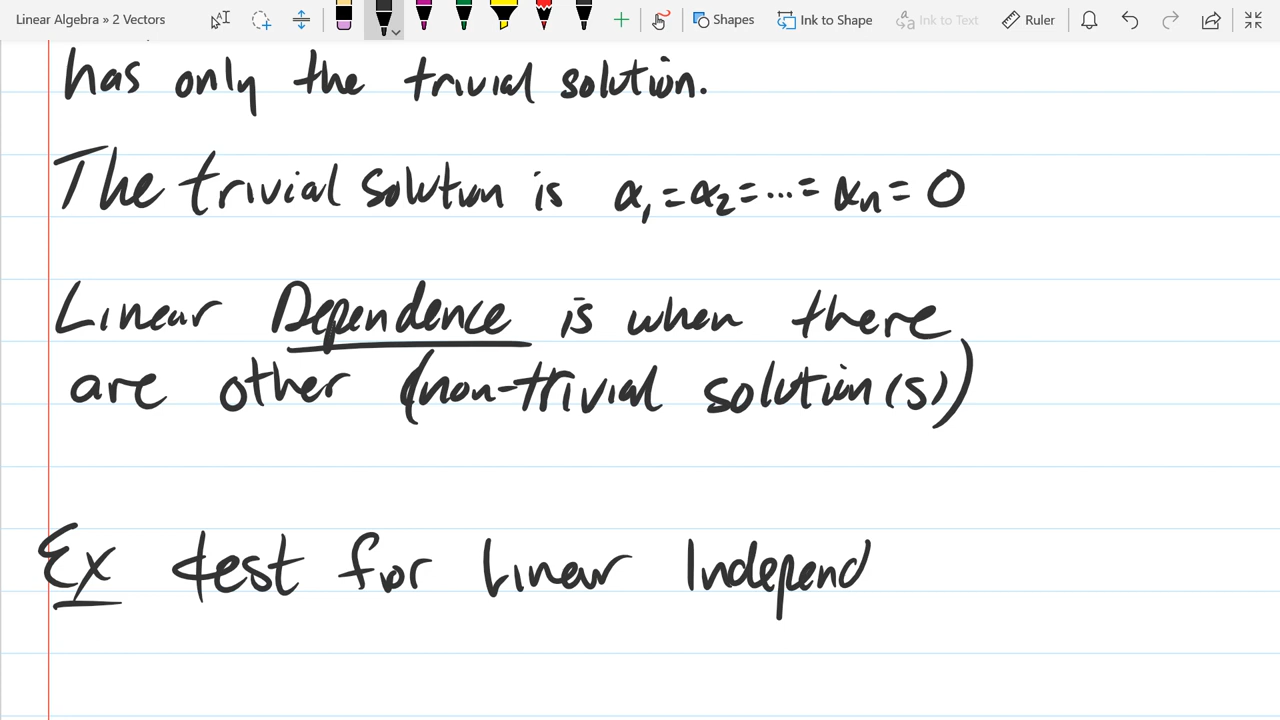 Linear Algebra » 2 Vectors
Shapes
Ink to Shape
Ink to Text
Ruler
has only the trivial solution.
The trivial solution is α₁=α₂=...=αn=0
Linear Dependence is when there
are other (non-trivial solution(s))
Ex test for Linear Independ